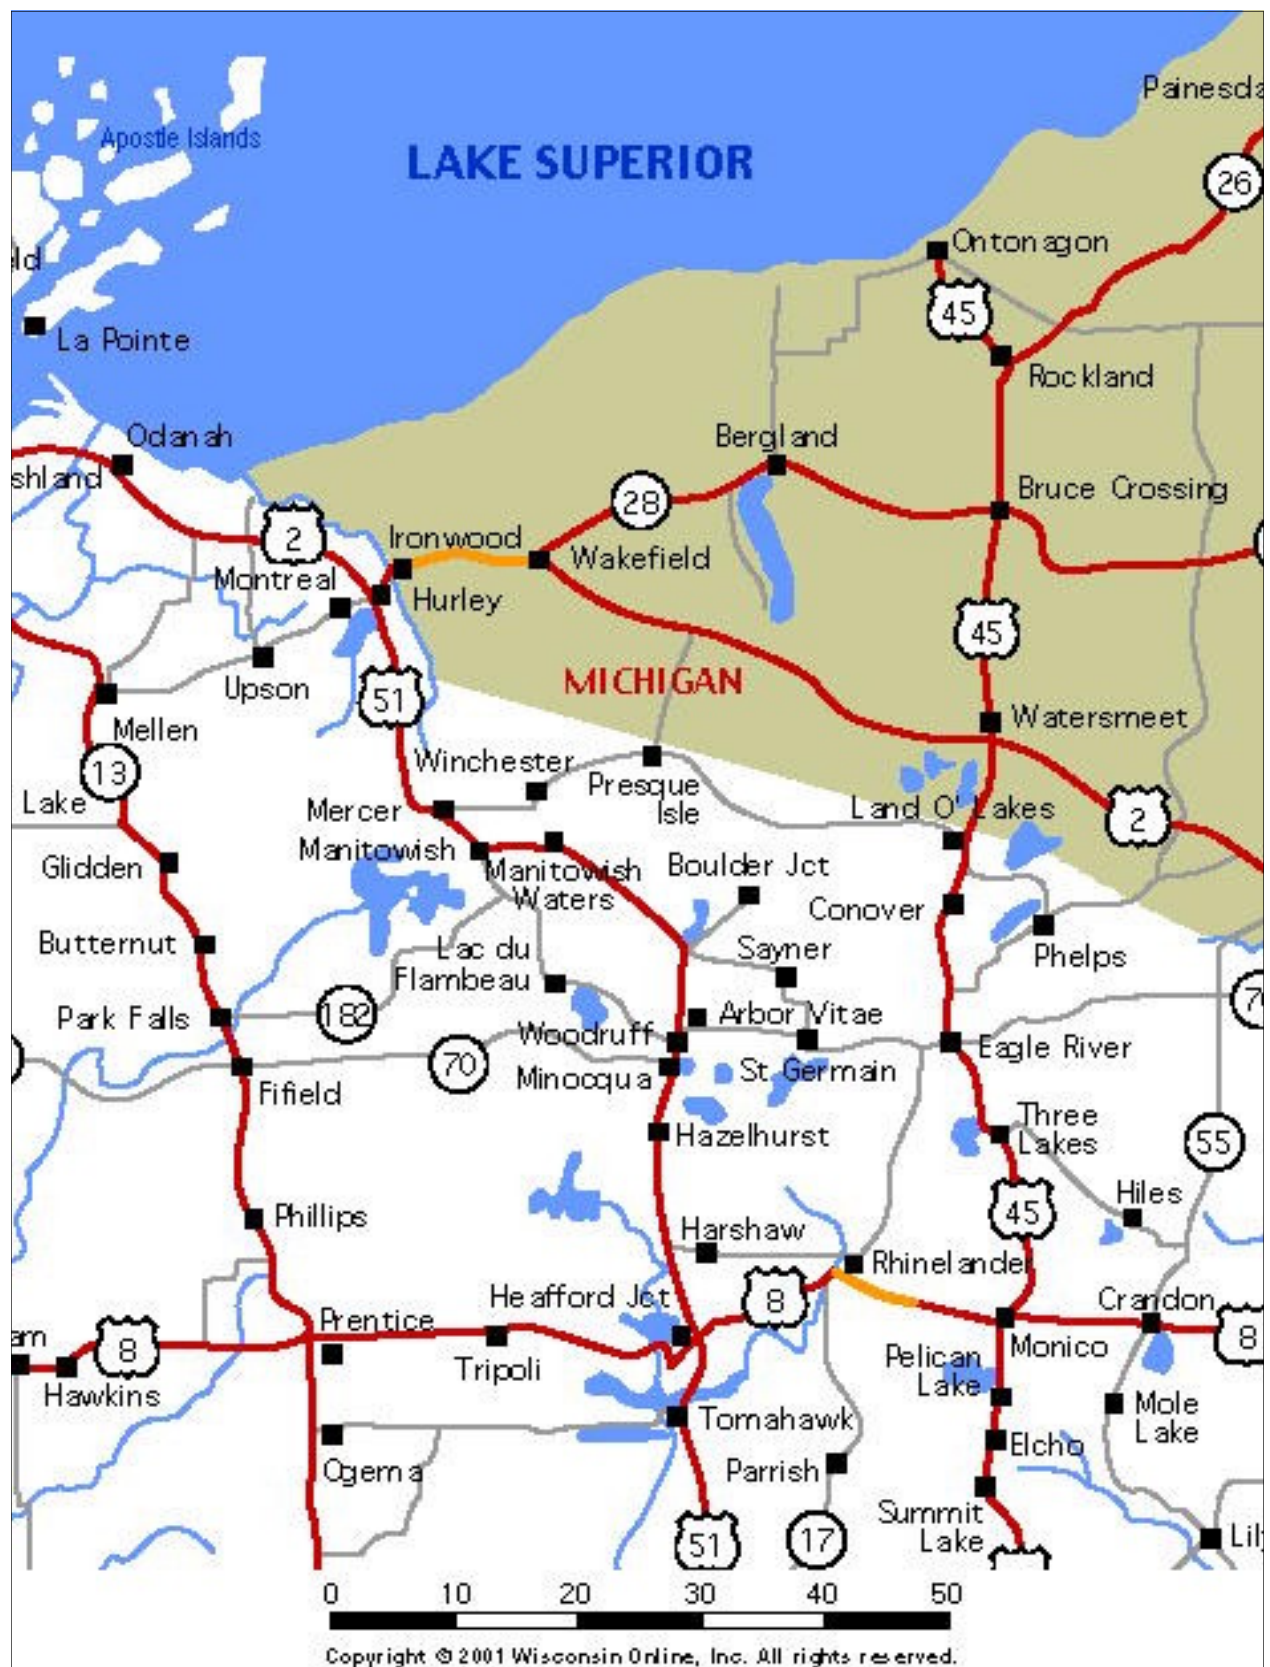 Painesda
Apostle Islands
LAKE SUPERIOR
26
Ontonagon
eld
45
La Pointe
Rockland
Odanah
Bergland
shland
28
Bruce Crossing
2
Ironwood
Wakefield
Montreal
Hurley
45
MICHIGAN
Upson
51
Watersmeet
Mellen
13
Winchester
Presque
Isle
Lake
Mercer
Land O' Lakes
2
Manitowish
Manitowish
Waters
Glidden
Boulder Jct
Conover
Butternut
Lac du
Flambeau
Sayner
Phelps
182
70
Park Falls
Arbor Vitae
Woodruff
Eagle River
70
Minocqua
St Germain
Fifield
Three
Lakes
Hazelhurst
55
Hiles
Phillips
45
Harshaw
Rhinelander
Heafford Jct
8
Crandon
Prentice
am
8
8
Monico
Tripoli
Pelican
Lake
Hawkins
Mole
Lake
Tomahawk
Elcho
Ogema
Parrish
Summit
Lake
51
17
Lily
0 10 20 30 40 50
Copyright © 2001 Wisconsin Online, Inc. All rights reserved.